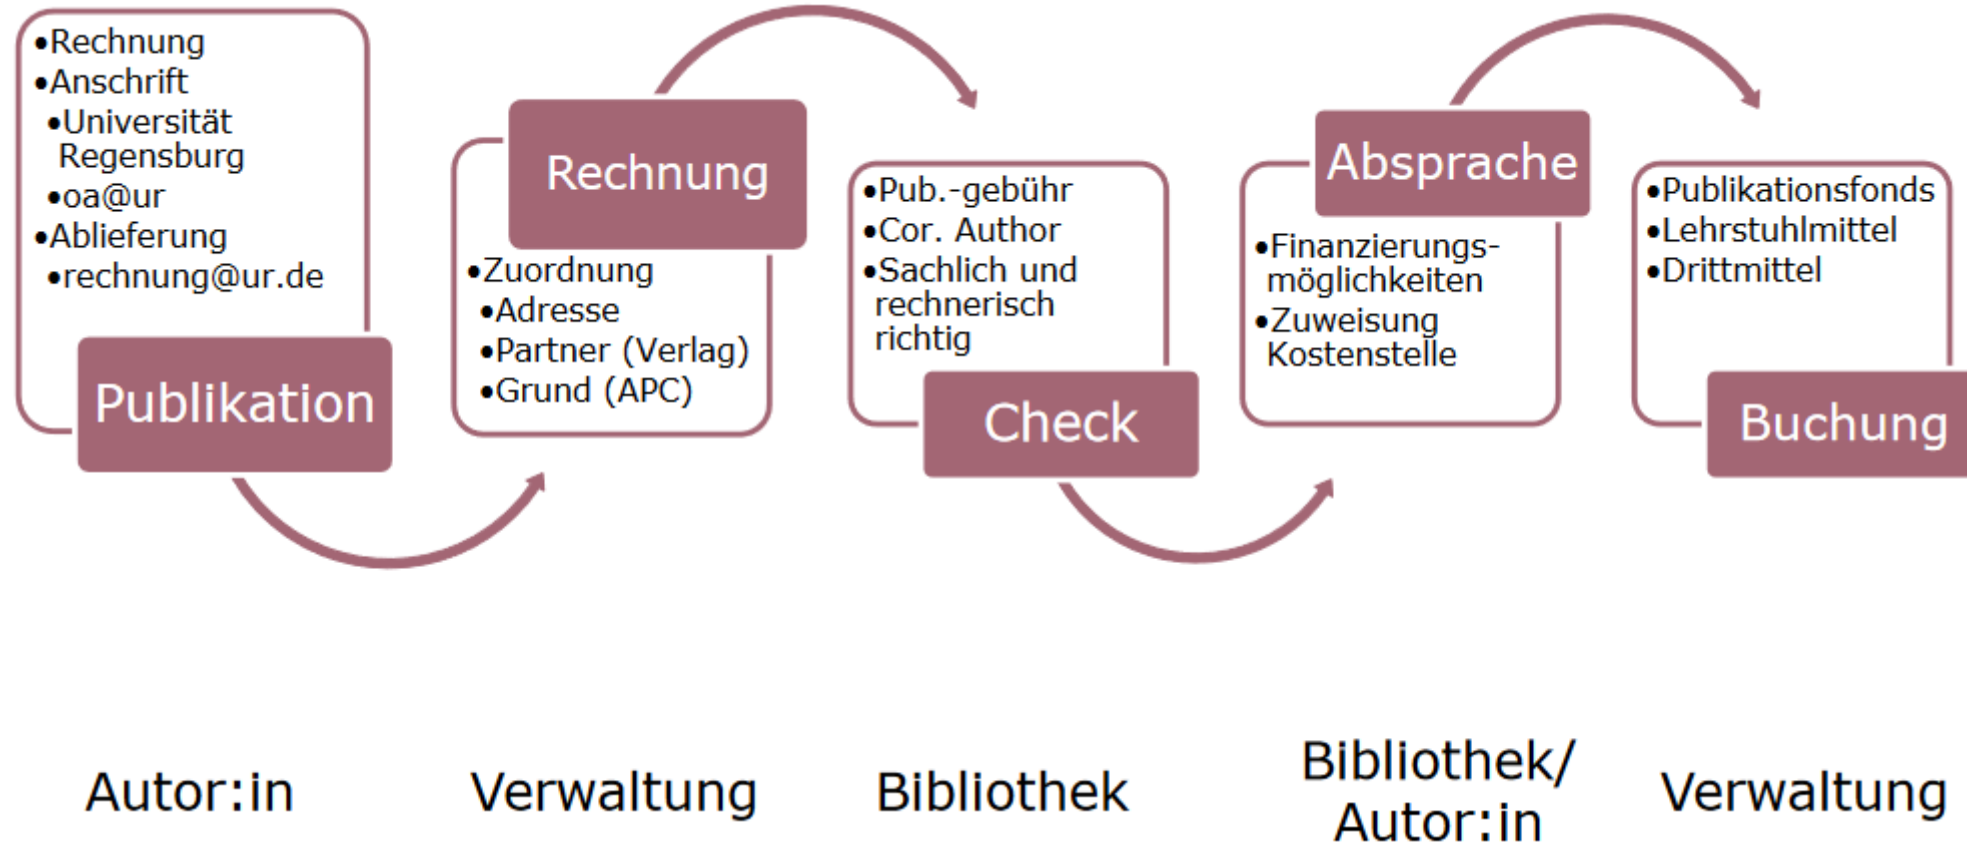 •Rechnung
•Anschrift
•Universität
Regensburg
•oa@ur
•Ablieferung
•rechnung@ur.de
Publikation
Rechnung
•Zuordnung
•Adresse
•Partner (Verlag)
•Grund (APC)
•Pub.-gebühr
•Cor. Author
•Sachlich und
rechnerisch
richtig
Check
Absprache
•Finanzierungs-
möglichkeiten
•Zuweisung
Kostenstelle
•Publikationsfonds
•Lehrstuhlmittel
•Drittmittel
Buchung
Autor:in
Verwaltung
Bibliothek
Bibliothek/
Autor:in
Verwaltung